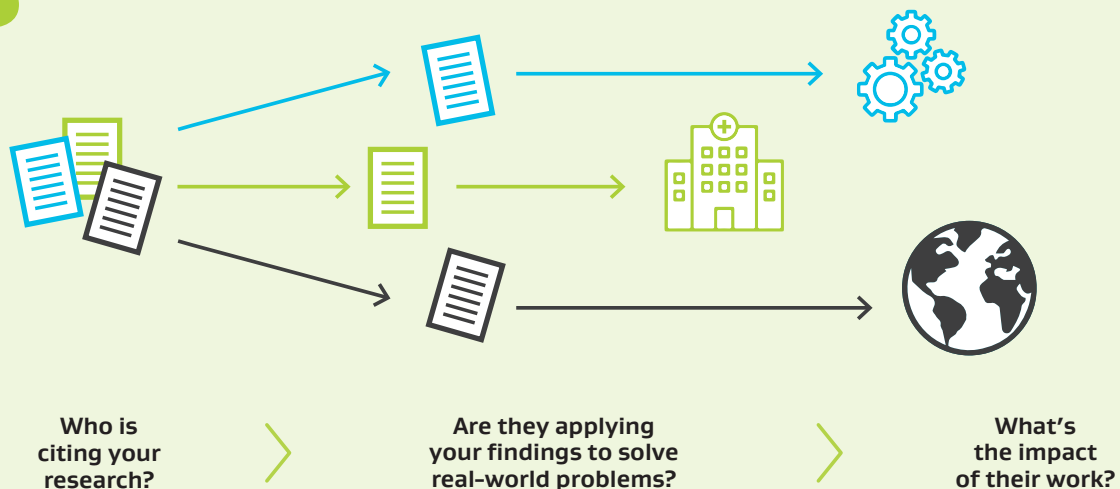 Who is
citing your
research?
Are they applying
your findings to solve
real-world problems?
What's
the impact
of their work?